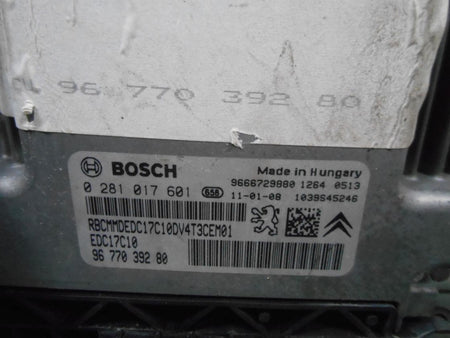 96 770 392 80
BOSCH
Made in Hungary
0 281 017 601 656
9666729980 1264 0513
11-01-08 1039S45246
RBCMMDEDC17C10DV4T3CEM01
EDC17C10
96 770 392 80